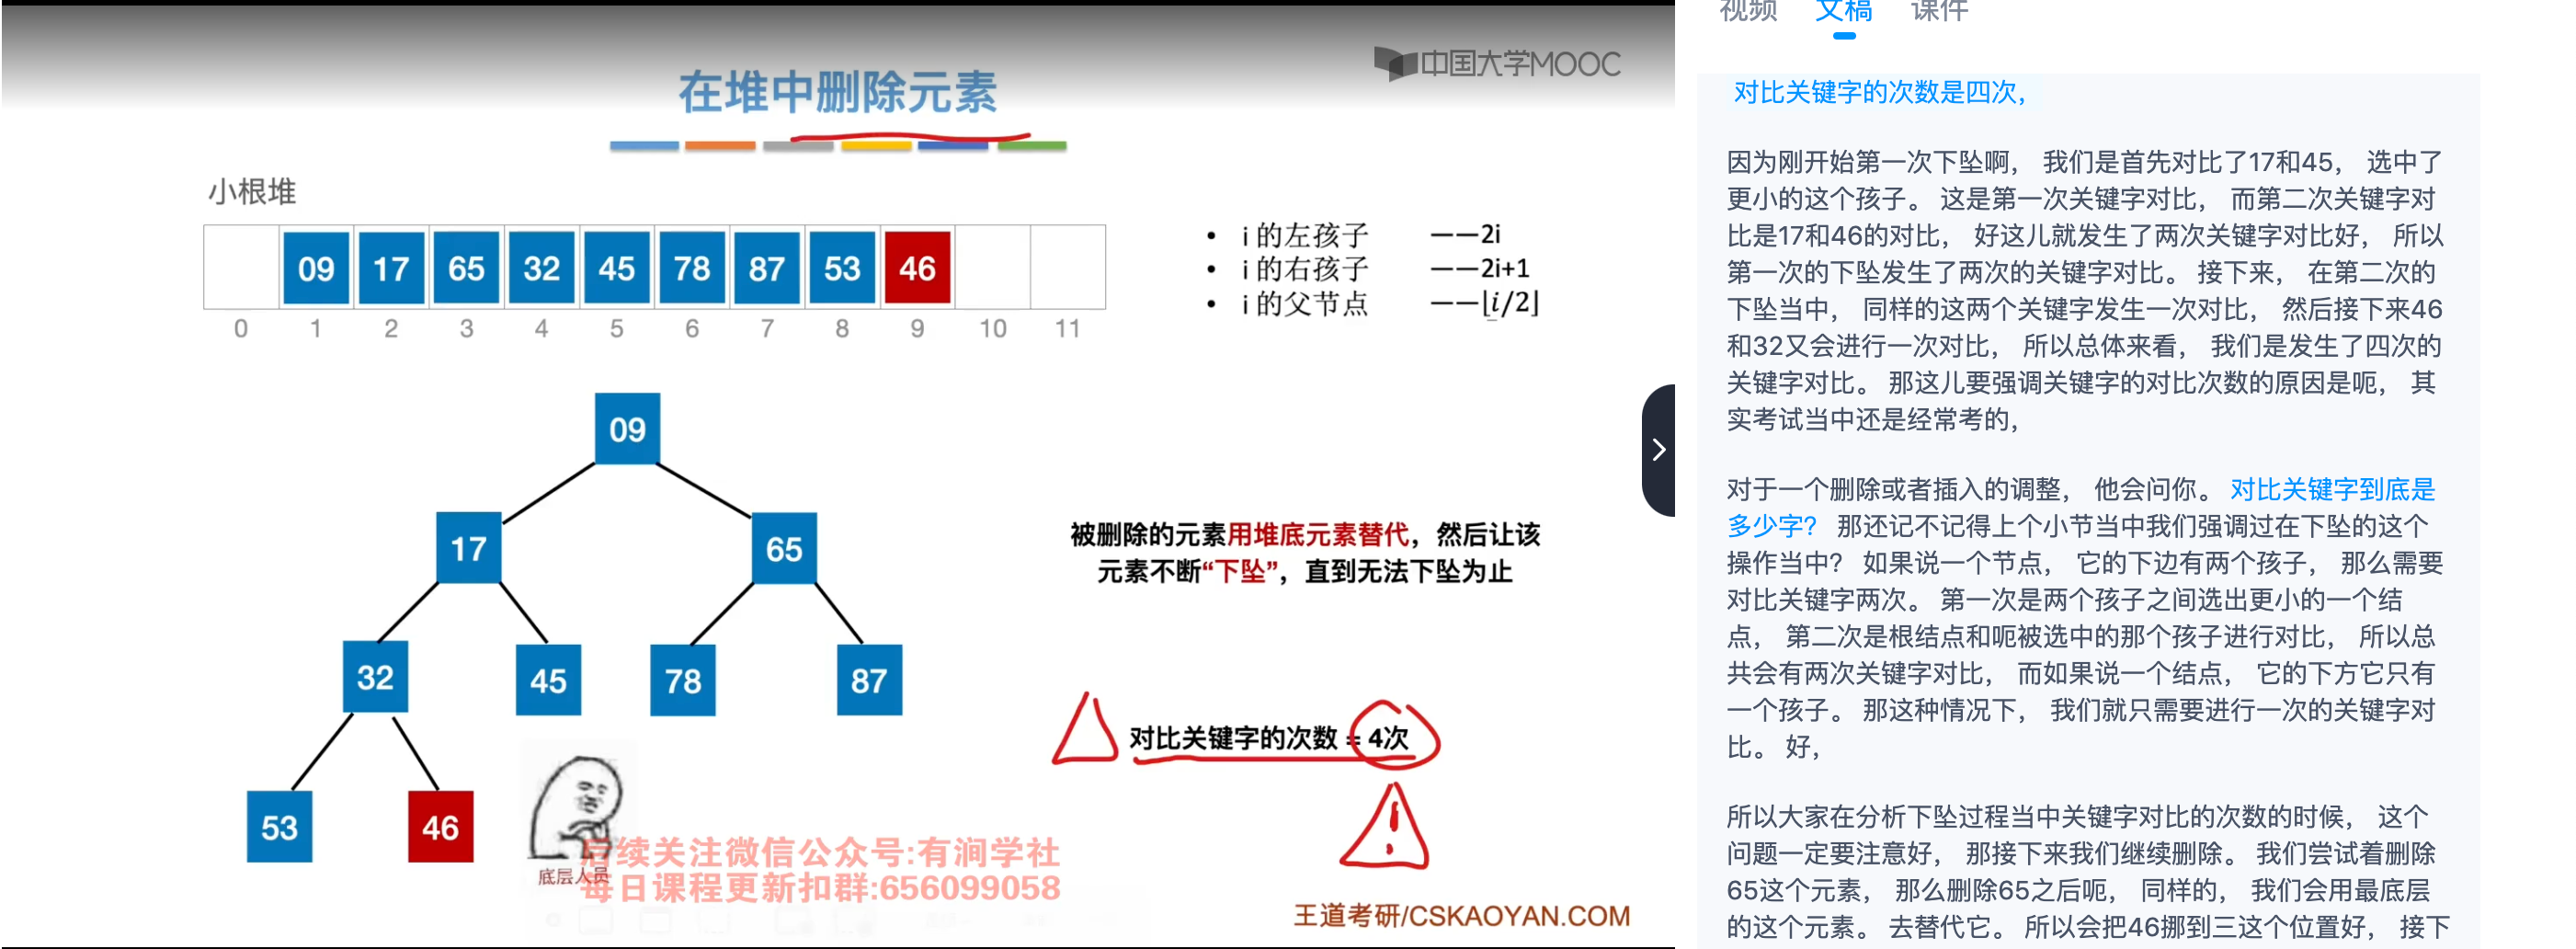 中国大学MOOC
在堆中删除元素
小根堆
09 17 65 32 45 78 87 53 46
0 1 2 3 4 5 6 7 8 9 10 11
• i 的左孩子 ——2i
• i 的右孩子 ——2i+1
• i 的父节点 ——⌊i/2⌋
09
17 65
32 45 78 87
53 46
被删除的元素用堆底元素替代，然后让该
元素不断“下坠”，直到无法下坠为止
对比关键字的次数 = 4次
!
底层人员
后续关注微信公众号:有涧学社
每日课程更新扣群:656099058
王道考研/CSKAOYAN.COM
视频 文稿 课件
对比关键字的次数是四次，
因为刚开始第一次下坠啊， 我们是首先对比了17和45， 选中了
更小的这个孩子。 这是第一次关键字对比， 而第二次关键字对
比是17和46的对比， 好这儿就发生了两次关键字对比好， 所以
第一次的下坠发生了两次的关键字对比。 接下来， 在第二次的
下坠当中， 同样的这两个关键字发生一次对比， 然后接下来46
和32又会进行一次对比， 所以总体来看， 我们是发生了四次的
关键字对比。 那这儿要强调关键字的对比次数的原因是呃， 其
实考试当中还是经常考的，
对于一个删除或者插入的调整， 他会问你。 对比关键字到底是
多少字? 那还记不记得上个小节当中我们强调过在下坠的这个
操作当中? 如果说一个节点， 它的下边有两个孩子， 那么需要
对比关键字两次。 第一次是两个孩子之间选出更小的一个结
点， 第二次是根结点和呃被选中的那个孩子进行对比， 所以总
共会有两次关键字对比， 而如果说一个结点， 它的下方它只有
一个孩子。 那这种情况下， 我们就只需要进行一次的关键字对
比。 好，
所以大家在分析下坠过程当中关键字对比的次数的时候， 这个
问题一定要注意好， 那接下来我们继续删除。 我们尝试着删除
65这个元素， 那么删除65之后呃， 同样的， 我们会用最底层
的这个元素。 去替代它。 所以会把46挪到三这个位置好， 接下